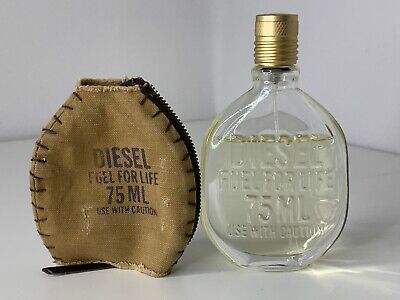 DIESEL
FUEL FOR LIFE
75 ML
USE WITH CAUTION
DIESEL
FUEL FOR LIFE
75 ML
USE WITH CAUTION